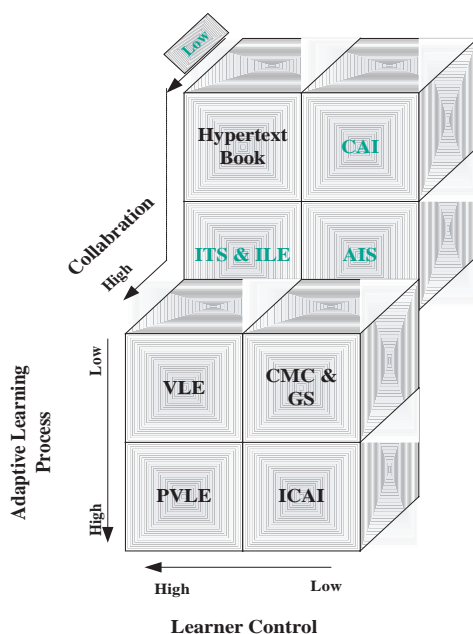 Low
Hypertext
Book
CAI
Collabration
ITS & ILE
AIS
High
Low
VLE
CMC &
GS
Adaptive Learning
Process
PVLE
ICAI
High
High
Low
Learner Control